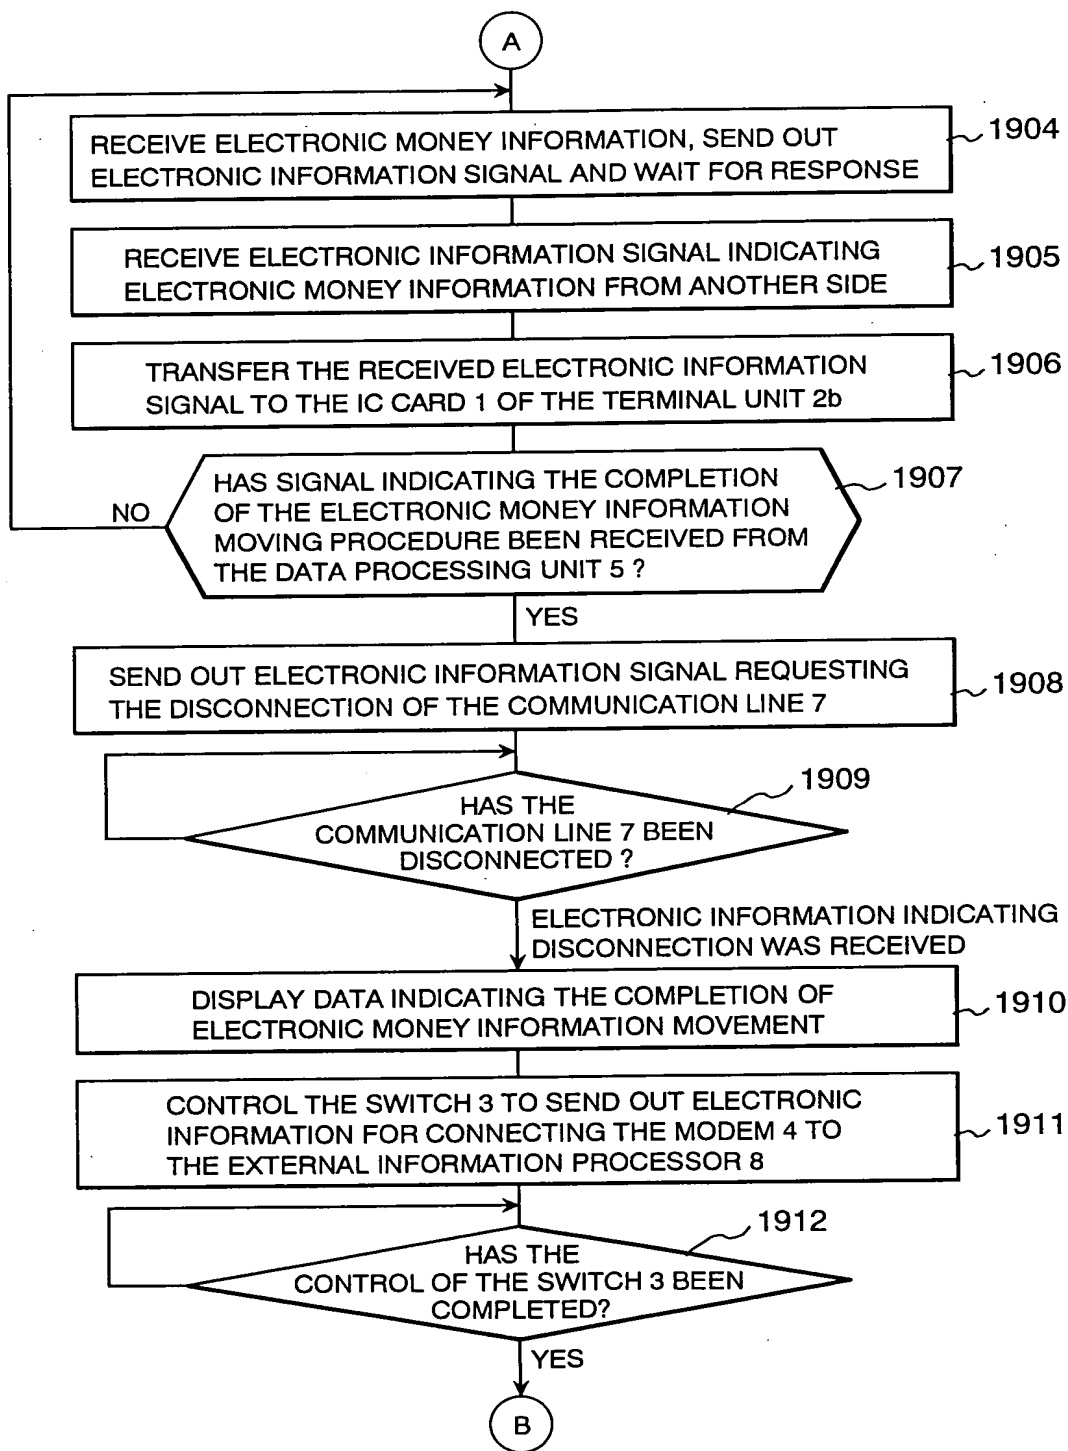 A
RECEIVE ELECTRONIC MONEY INFORMATION, SEND OUT
ELECTRONIC INFORMATION SIGNAL AND WAIT FOR RESPONSE
1904
RECEIVE ELECTRONIC INFORMATION SIGNAL INDICATING
ELECTRONIC MONEY INFORMATION FROM ANOTHER SIDE
1905
TRANSFER THE RECEIVED ELECTRONIC INFORMATION
SIGNAL TO THE IC CARD 1 OF THE TERMINAL UNIT 2b
1906
HAS SIGNAL INDICATING THE COMPLETION
OF THE ELECTRONIC MONEY INFORMATION
MOVING PROCEDURE BEEN RECEIVED FROM
THE DATA PROCESSING UNIT 5 ?
1907
NO
YES
SEND OUT ELECTRONIC INFORMATION SIGNAL REQUESTING
THE DISCONNECTION OF THE COMMUNICATION LINE 7
1908
HAS THE
COMMUNICATION LINE 7 BEEN
DISCONNECTED ?
1909
ELECTRONIC INFORMATION INDICATING
DISCONNECTION WAS RECEIVED
DISPLAY DATA INDICATING THE COMPLETION OF
ELECTRONIC MONEY INFORMATION MOVEMENT
1910
CONTROL THE SWITCH 3 TO SEND OUT ELECTRONIC
INFORMATION FOR CONNECTING THE MODEM 4 TO
THE EXTERNAL INFORMATION PROCESSOR 8
1911
HAS THE
CONTROL OF THE SWITCH 3 BEEN
COMPLETED?
1912
YES
B